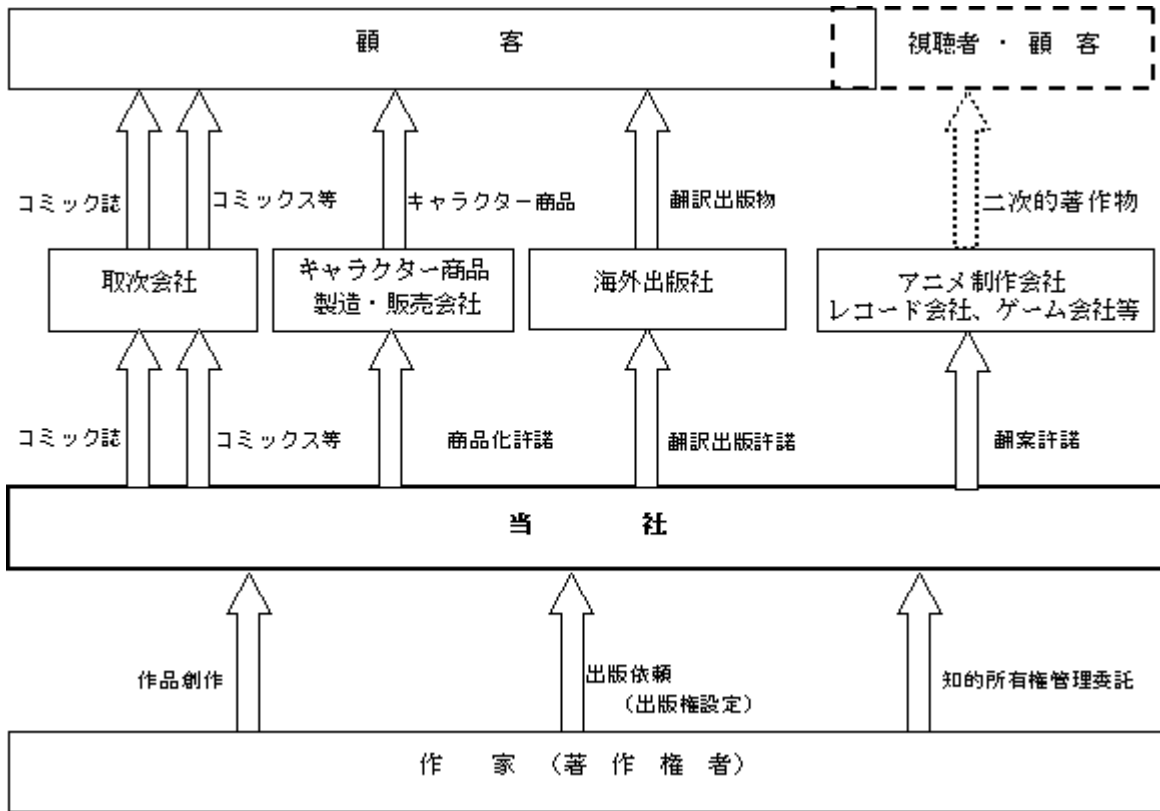 顧 客
視聴者 ・ 顧 客
コミック誌
コミックス等
キャラクター商品
翻訳出版物
二次的著作物
取次会社
キャラクター商品
製造・販売会社
海外出版社
アニメ制作会社
レコード会社、ゲーム会社等
コミック誌
コミックス等
商品化許諾
翻訳出版許諾
翻案許諾
当 社
作品創作
出版依頼
(出版権設定)
知的所有権管理委託
作 家 (著 作 権 者)